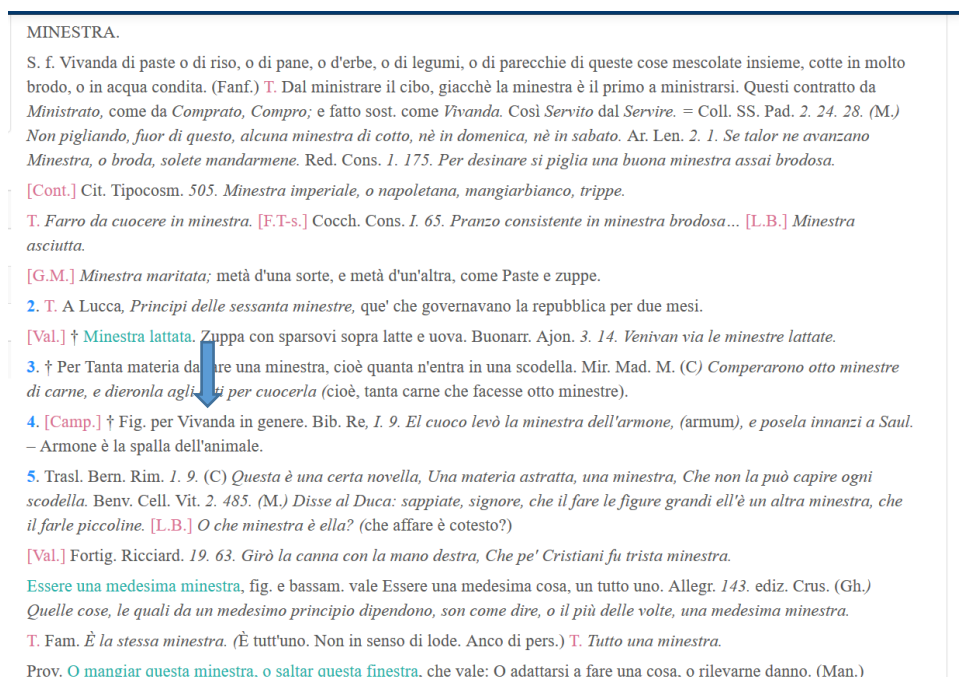 MINESTRA.
S. f. Vivanda di paste o di riso, o di pane, o d'erbe, o di legumi, o di parecchie di queste cose mescolate insieme, cotte in molto
brodo, o in acqua condita. (Fanf.) T. Dal ministrare il cibo, giacchè la minestra è il primo a ministrarsi. Questi contratto da
Ministrato, come da Comprato, Compro; e fatto sost. come Vivanda. Così Servito dal Servire. = Coll. SS. Pad. 2. 24. 28. (M.)
Non pigliando, fuor di questo, alcuna minestra di cotto, nè in domenica, nè in sabato. Ar. Len. 2. 1. Se talor ne avanzano
Minestra, o broda, solete mandarmene. Red. Cons. 1. 175. Per desinare si piglia una buona minestra assai brodosa.
[Cont.] Cit. Tipocosm. 505. Minestra imperiale, o napoletana, mangiarbianco, trippe.
T. Farro da cuocere in minestra. [F.T-s.] Cocch. Cons. I. 65. Pranzo consistente in minestra brodosa... [L.B.] Minestra
asciutta.
[G.M.] Minestra maritata; metà d'una sorte, e metà d'un'altra, come Paste e zuppe.
2. T. A Lucca, Principi delle sessanta minestre, que' che governavano la repubblica per due mesi.
[Val.] † Minestra lattata. Zuppa con sparsovi sopra latte e uova. Buonarr. Ajon. 3. 14. Venivan via le minestre lattate.
3. † Per Tanta materia da una minestra, cioè quanta n'entra in una scodella. Mir. Mad. M. (C) Comperarono otto minestre
di carne, e dieronla per cuocerla (cioè, tanta carne che facesse otto minestre).
4. [Camp.] † Fig. per Vivanda in genere. Bib. Re, I. 9. El cuoco levò la minestra dell'armone, (armum), e posela innanzi a Saul.
– Armone è la spalla dell'animale.
5. Trasl. Bern. Rim. 1. 9. (C) Questa è una certa novella, Una materia astratta, una minestra, Che non la può capire ogni
scodella. Benv. Cell. Vit. 2. 485. (M.) Disse al Duca: sappiate, signore, che il fare le figure grandi ell'è un altra minestra, che
il farle piccoline. [L.B.] O che minestra è ella? (che affare è cotesto?)
[Val.] Fortig. Ricciard. 19. 63. Girò la canna con la mano destra, Che pe' Cristiani fu trista minestra.
Essere una medesima minestra, fig. e bassam. vale Essere una medesima cosa, un tutto uno. Allegr. 143. ediz. Crus. (Gh.)
Quelle cose, le quali da un medesimo principio dipendono, son come dire, o il più delle volte, una medesima minestra.
T. Fam. È la stessa minestra. (È tutt'uno. Non in senso di lode. Anco di pers.) T. Tutto una minestra.
Prov. O mangiar questa minestra, o saltar questa finestra, che vale: O adattarsi a fare una cosa, o rilevarne danno. (Man.)